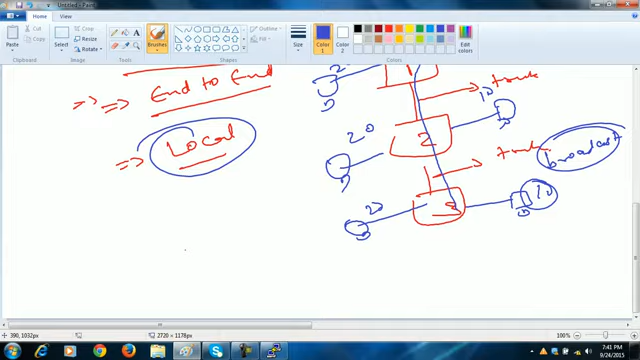 Untitled - Paint
Home
View
Paste
Cut
Copy
Clipboard
Select
Crop
Resize
Rotate
Image
Tools
Brushes
Shapes
Outline
Fill
Size
Color 1
Color 2
Colors
Edit colors
=> => End to End
=> Local
1
trunk
10
20
2
trunk
broadcast
20
3
10
390, 1032px
2720 × 1178px
100%
7:41 PM
9/24/2015